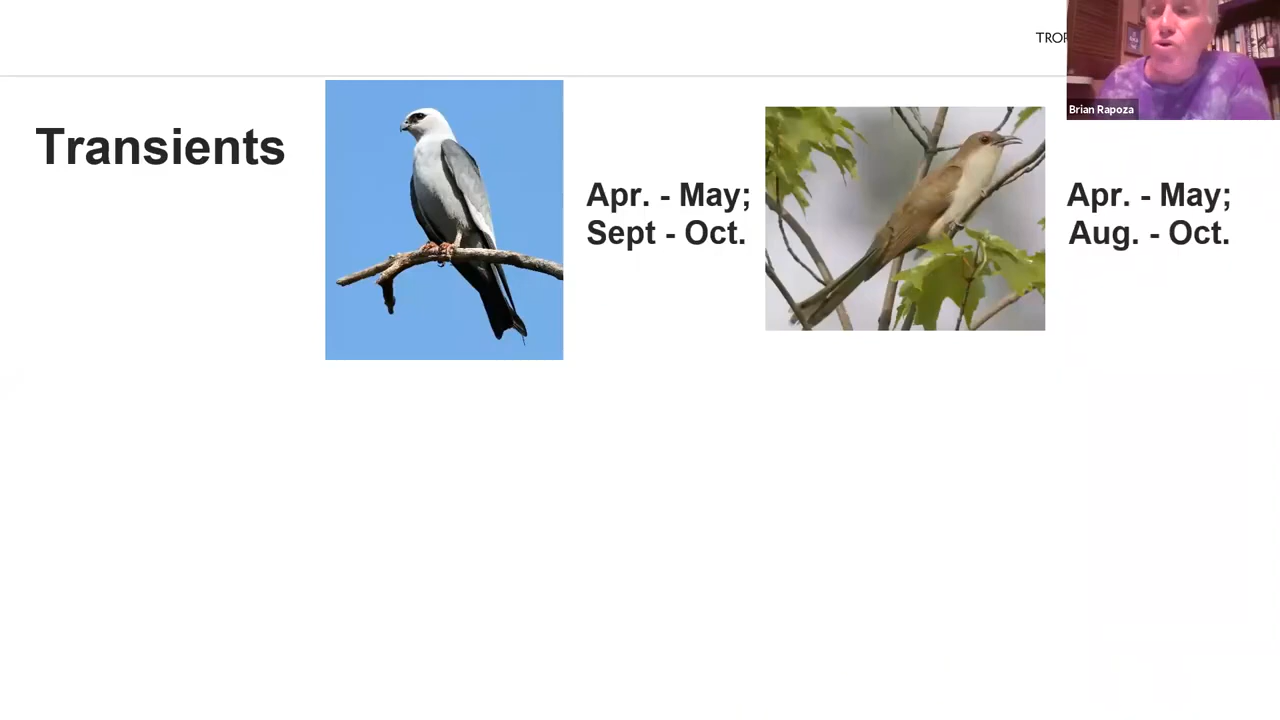 TROP
Brian Rapoza
Transients
Apr. - May;
Sept - Oct.
Apr. - May;
Aug. - Oct.